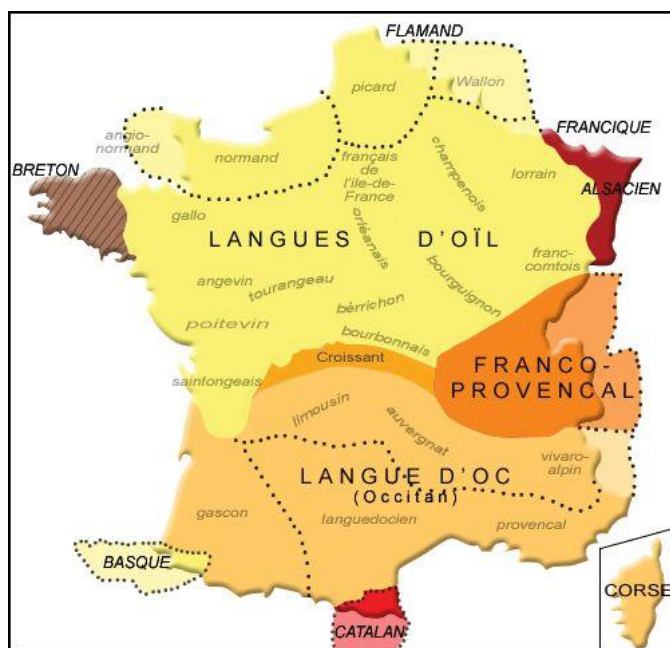 FLAMAND
picard
Wallon
anglo-
normand
normand
français
de
l'île-de-
France
champenois
FRANCIQUE
lorrain
ALSACIEN
BRETON
gallo
LANGUES D'OÏL
orléanais
franc-
comtois
angevin
tourangeau
bourguignon
bérrichon
poitevin
bourbonnais
Croissant
FRANCO-
PROVENCAL
saintongeais
limousin
auvergnat
vivaro-
alpin
LANGUE D'OC
(Occitan)
gascon
languedocien
provencal
BASQUE
CORSE
CATALAN